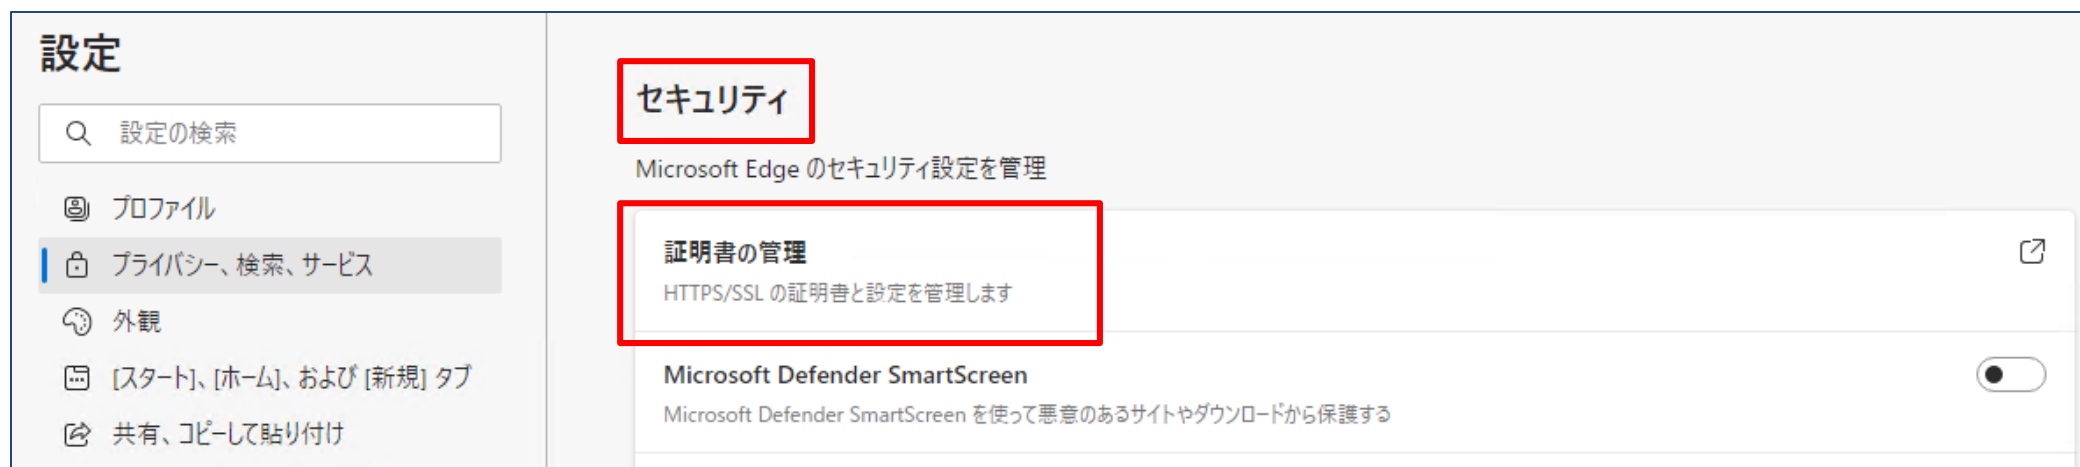 設定
設定の検索
プロファイル
プライバシー、検索、サービス
外観
[スタート]、[ホーム]、および [新規] タブ
共有、コピーして貼り付け
セキュリティ
Microsoft Edge のセキュリティ設定を管理
証明書の管理
HTTPS/SSL の証明書と設定を管理します
Microsoft Defender SmartScreen
Microsoft Defender SmartScreen を使って悪意のあるサイトやダウンロードから保護する